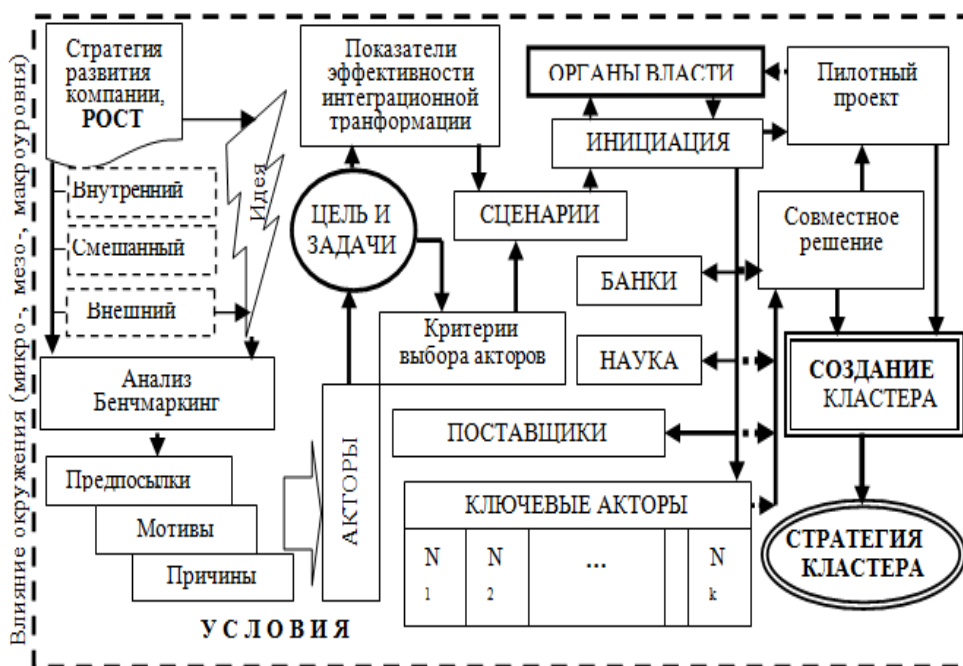 Влияние окружения (микро-, мезо-, макроуровня)
Стратегия
развития
компании,
РОСТ
Внутренний
Смешанный
Внешний
Идея
Анализ
Бенчмаркинг
Предпосылки
Мотивы
Причины
УСЛОВИЯ
АКТОРЫ
Показатели
эффективности
интеграционной
транформации
ЦЕЛЬ И
ЗАДАЧИ
Критерии
выбора акторов
СЦЕНАРИИ
ОРГАНЫ ВЛАСТИ
ИНИЦИАЦИЯ
БАНКИ
НАУКА
ПОСТАВЩИКИ
КЛЮЧЕВЫЕ АКТОРЫ
N N ... N
1 2 k
Пилотный
проект
Совместное
решение
СОЗДАНИЕ
КЛАСТЕРА
СТРАТЕГИЯ
КЛАСТЕРА